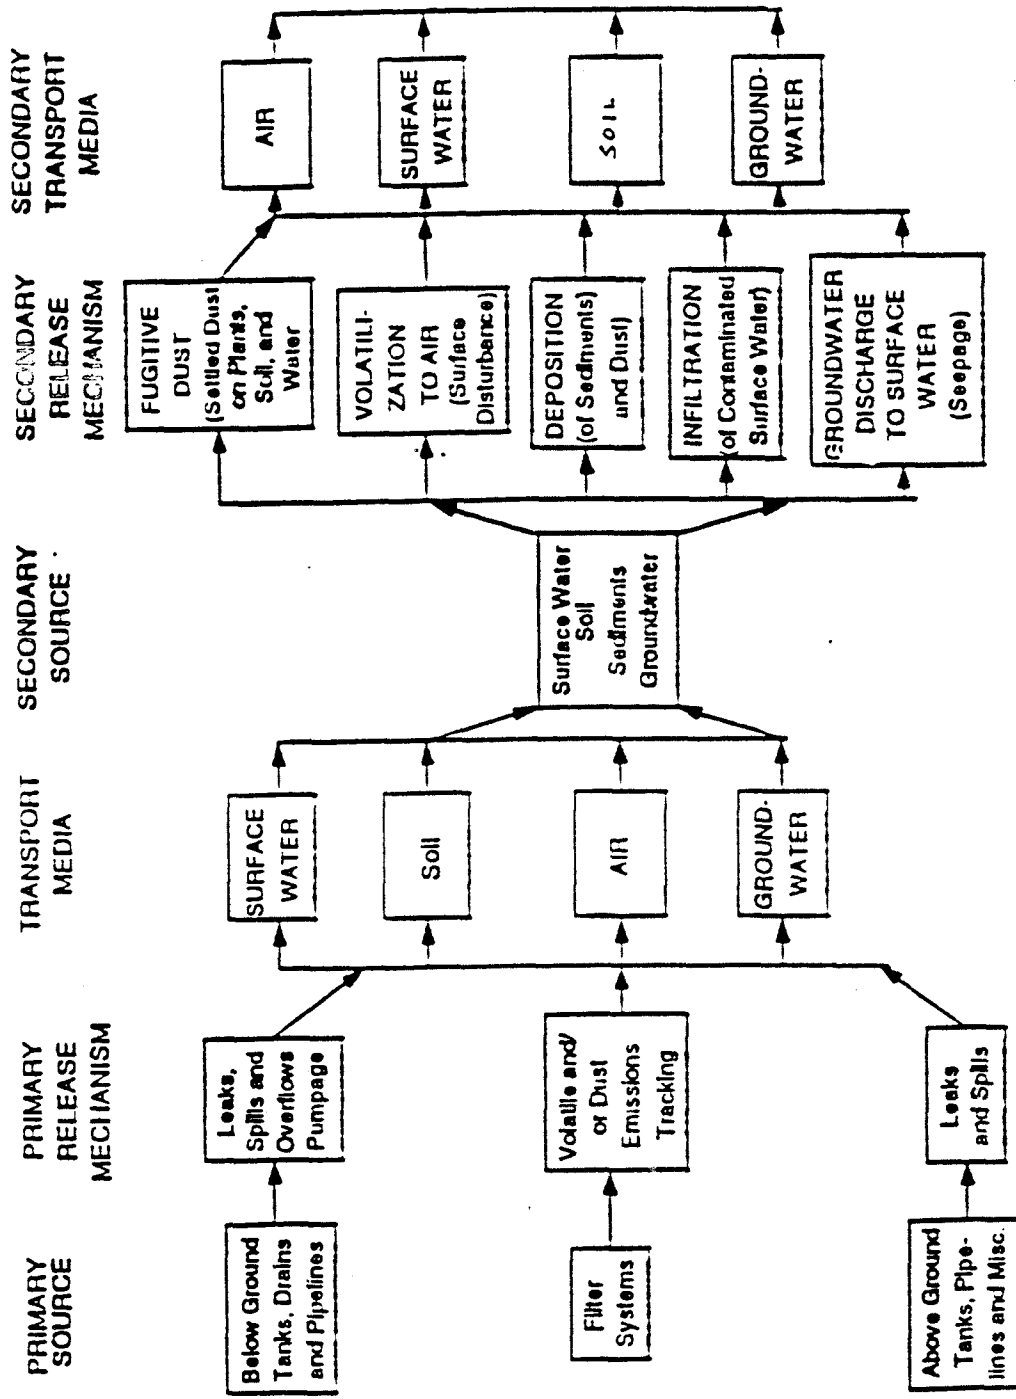 PRIMARY
SOURCE
PRIMARY
RELEASE
MECHANISM
TRANSPORT
MEDIA
SECONDARY
SOURCE
SECONDARY
RELEASE
MECHANISM
SECONDARY
TRANSPORT
MEDIA
Below Ground
Tanks, Drains
and Pipelines
Filter
Systems
Above Ground
Tanks, Pipe-
lines and Misc.
Leaks,
Spills and
Overflows
Pumpage
Volatile and/
or Dust
Emissions
Tracking
Leaks
and Spills
SURFACE
WATER
Soil
AIR
GROUND-
WATER
Surface Water
Soil
Sediments
Groundwater
FUGITIVE
DUST
(Settled Dust
on Plants,
Soil, and
Water
VOLATILI-
ZATION
TO AIR
(Surface
Disturbance)
DEPOSITION
(of Sediments)
and Dust)
INFILTRATION
(of Contaminated
Surface Water)
GROUNDWATER
DISCHARGE
TO SURFACE
WATER
(Seepage)
AIR
SURFACE
WATER
SOIL
GROUND-
WATER